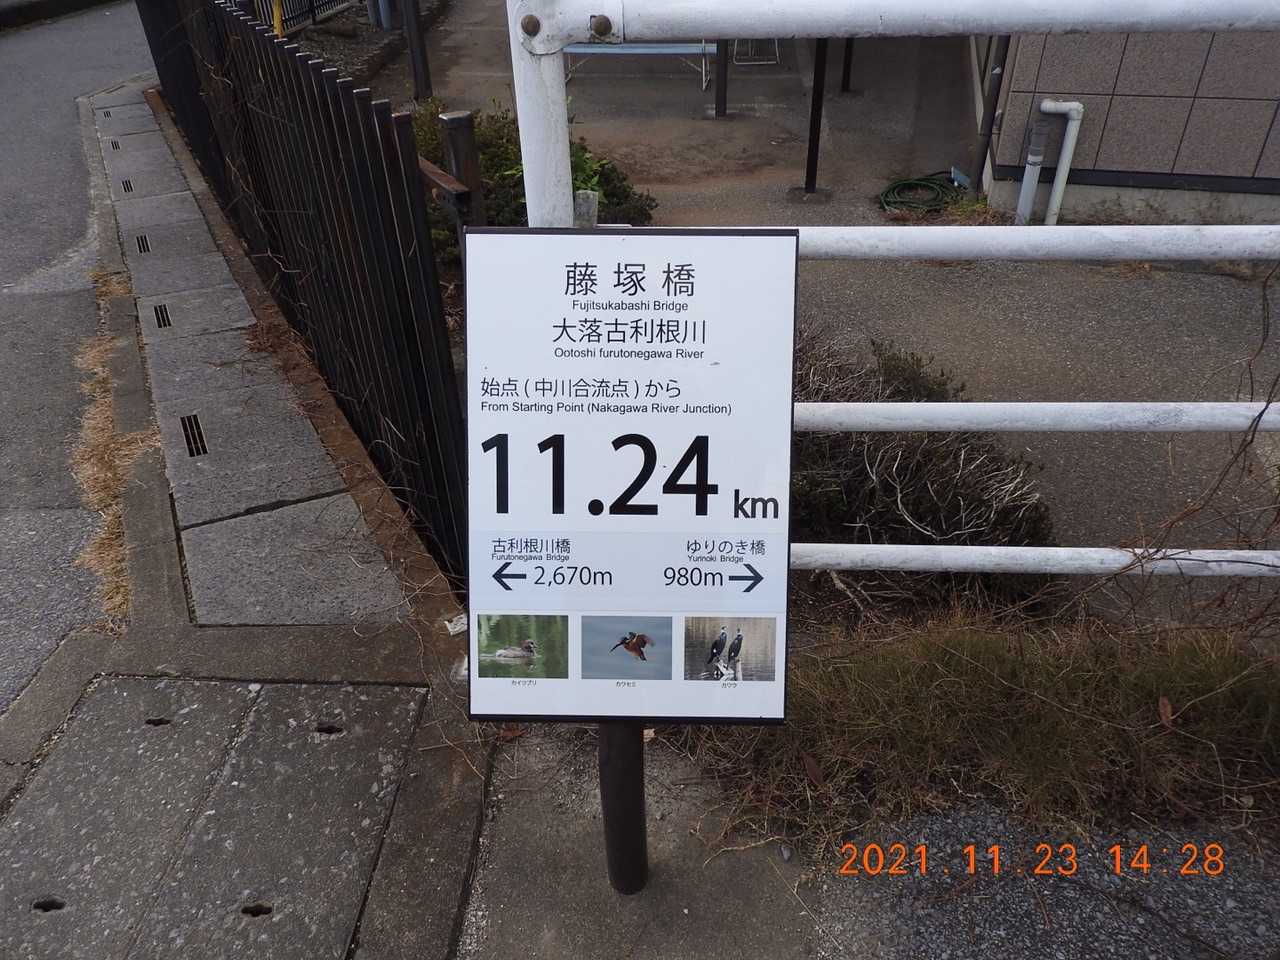 藤塚橋
Fujitsukabashi Bridge
大落古利根川
Ootoshi furutonegawa River
始点(中川合流点)から
From Starting Point (Nakagawa River Junction)
11.24 km
古利根川橋 ゆりのき橋
Furutonegawa Bridge Yurinoki Bridge
← 2,670m 980m →
カイツブリ カワセミ カワウ
2021.11.23 14:28